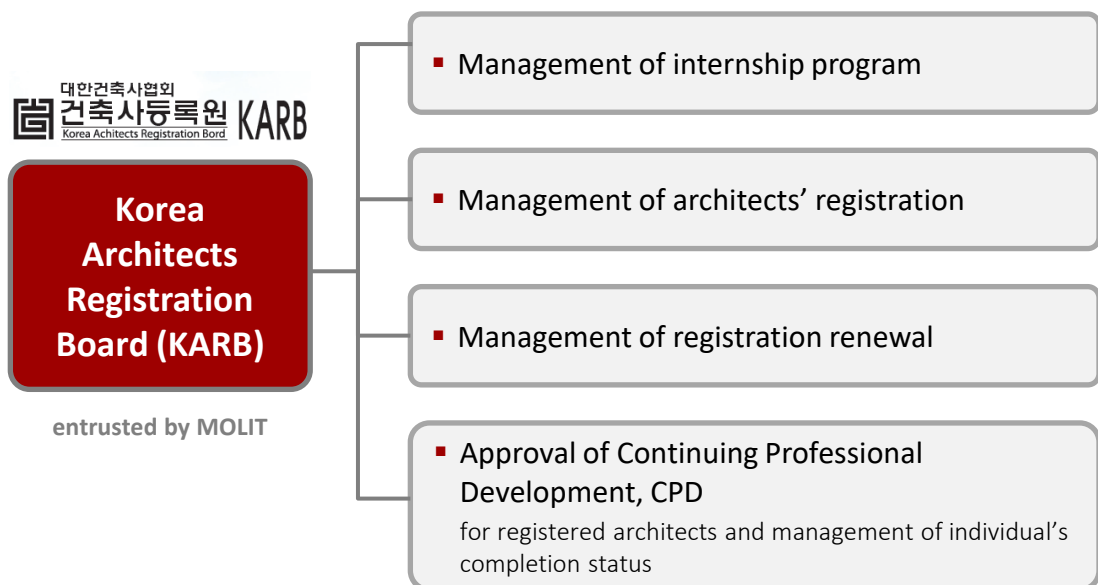 대한건축사협회
건축사등록원 KARB
Korea Achitects Registration Bord
Korea
Architects
Registration
Board (KARB)
entrusted by MOLIT
▪ Management of internship program
▪ Management of architects’ registration
▪ Management of registration renewal
▪ Approval of Continuing Professional
Development, CPD
for registered architects and management of individual’s
completion status